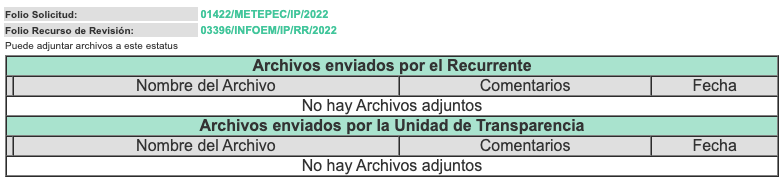 Folio Solicitud: 01422/METEPEC/IP/2022
Folio Recurso de Revisión: 03396/INFOEM/IP/RR/2022
Puede adjuntar archivos a este estatus
Archivos enviados por el Recurrente
Nombre del Archivo Comentarios Fecha
No hay Archivos adjuntos
Archivos enviados por la Unidad de Transparencia
Nombre del Archivo Comentarios Fecha
No hay Archivos adjuntos